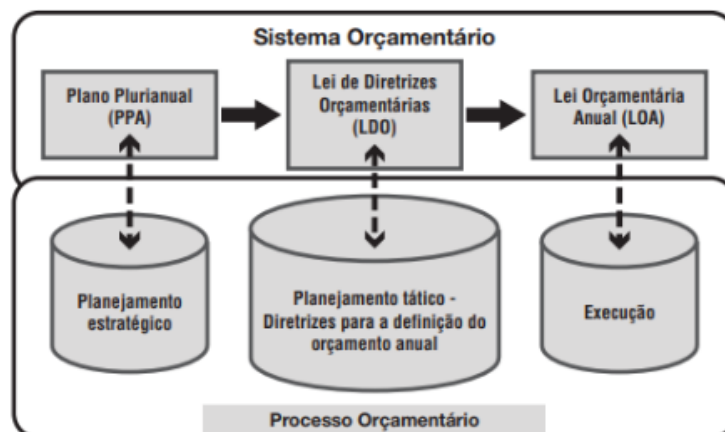 Sistema Orçamentário
Plano Plurianual
(PPA)
Lei de Diretrizes
Orçamentárias
(LDO)
Lei Orçamentária
Anual (LOA)
Planejamento
estratégico
Planejamento tático -
Diretrizes para a definição do
orçamento anual
Execução
Processo Orçamentário